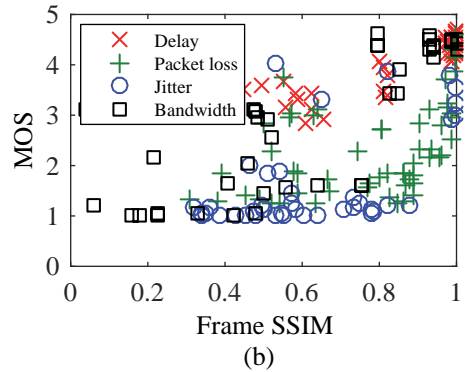 5
4
3
2
1
0
MOS
Delay
Packet loss
Jitter
Bandwidth
0 0.2 0.4 0.6 0.8 1
Frame SSIM
(b)